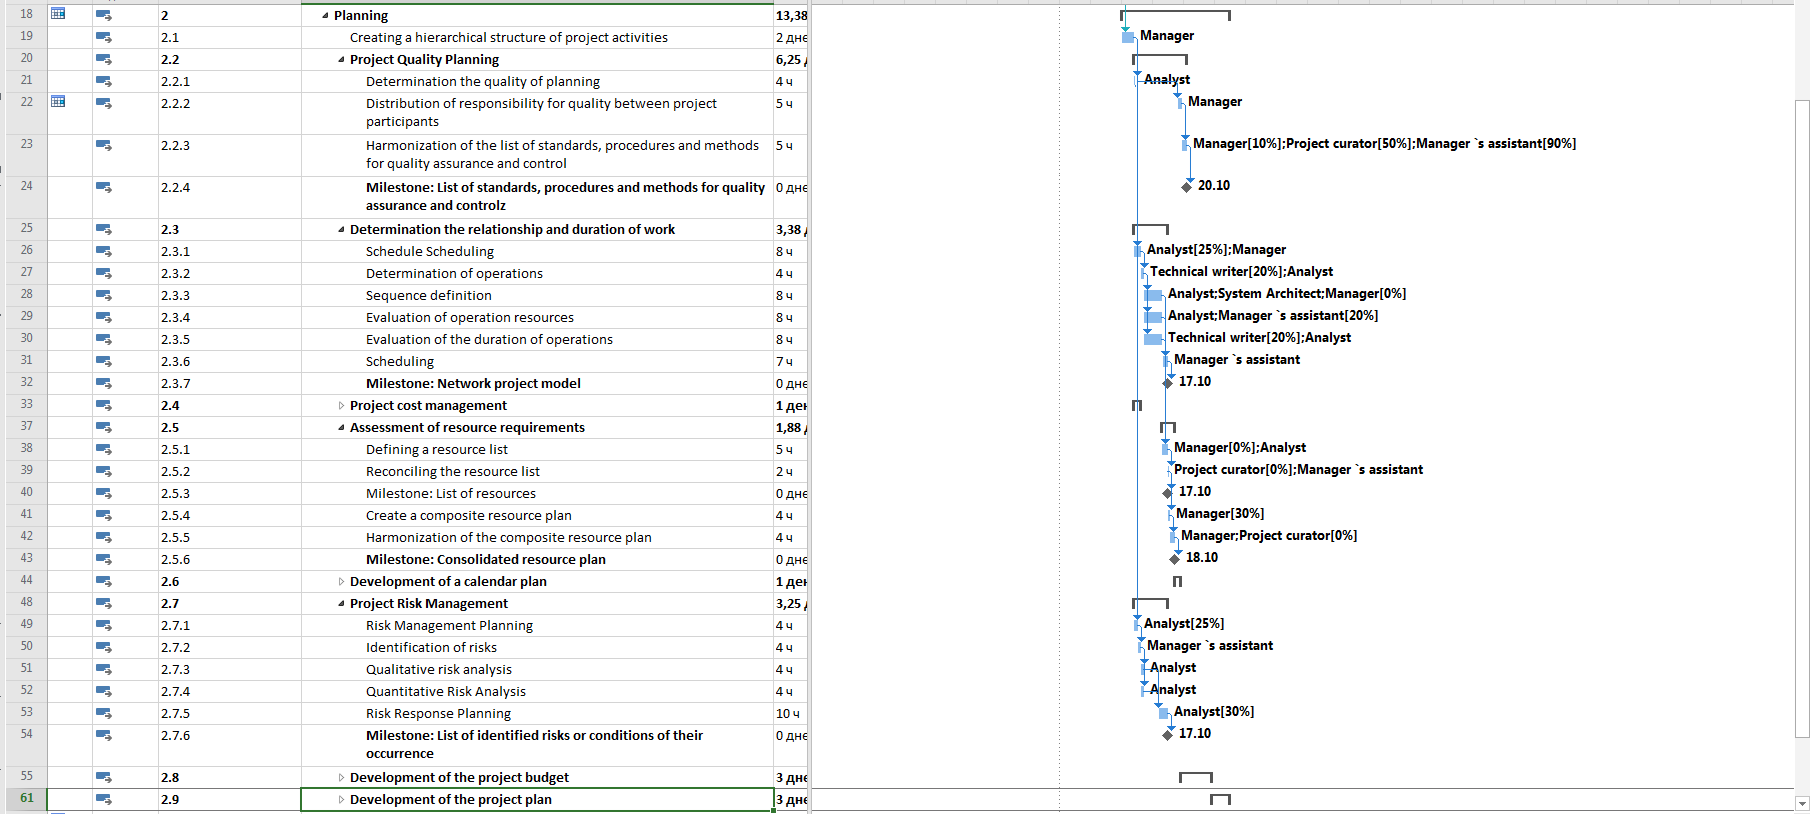 18 2 Planning 13,38
19 2.1 Creating a hierarchical structure of project activities 2 дне Manager
20 2.2 Project Quality Planning 6,25
21 2.2.1 Determination the quality of planning 4 ч Analyst
22 2.2.2 Distribution of responsibility for quality between project 5 ч Manager
participants
23 2.2.3 Harmonization of the list of standards, procedures and methods 5 ч Manager[10%];Project curator[50%];Manager `s assistant[90%]
for quality assurance and control
24 2.2.4 Milestone: List of standards, procedures and methods for quality 0 дне 20.10
assurance and controlz
25 2.3 Determination the relationship and duration of work 3,38
26 2.3.1 Schedule Scheduling 8 ч Analyst[25%];Manager
27 2.3.2 Determination of operations 4 ч Technical writer[20%];Analyst
28 2.3.3 Sequence definition 8 ч Analyst;System Architect;Manager[0%]
29 2.3.4 Evaluation of operation resources 8 ч Analyst;Manager `s assistant[20%]
30 2.3.5 Evaluation of the duration of operations 8 ч Technical writer[20%];Analyst
31 2.3.6 Scheduling 7 ч Manager `s assistant
32 2.3.7 Milestone: Network project model 0 дне 17.10
33 2.4 Project cost management 1 ден
37 2.5 Assessment of resource requirements 1,88
38 2.5.1 Defining a resource list 5 ч Manager[0%];Analyst
39 2.5.2 Reconciling the resource list 2 ч Project curator[0%];Manager `s assistant
40 2.5.3 Milestone: List of resources 0 дне 17.10
41 2.5.4 Create a composite resource plan 4 ч Manager[30%]
42 2.5.5 Harmonization of the composite resource plan 4 ч Manager;Project curator[0%]
43 2.5.6 Milestone: Consolidated resource plan 0 дне 18.10
44 2.6 Development of a calendar plan 1 ден
48 2.7 Project Risk Management 3,25
49 2.7.1 Risk Management Planning 4 ч Analyst[25%]
50 2.7.2 Identification of risks 4 ч Manager `s assistant
51 2.7.3 Qualitative risk analysis 4 ч Analyst
52 2.7.4 Quantitative Risk Analysis 4 ч Analyst
53 2.7.5 Risk Response Planning 10 ч Analyst[30%]
54 2.7.6 Milestone: List of identified risks or conditions of their 0 дне 17.10
occurrence
55 2.8 Development of the project budget 3 дне
61 2.9 Development of the project plan 3 дне